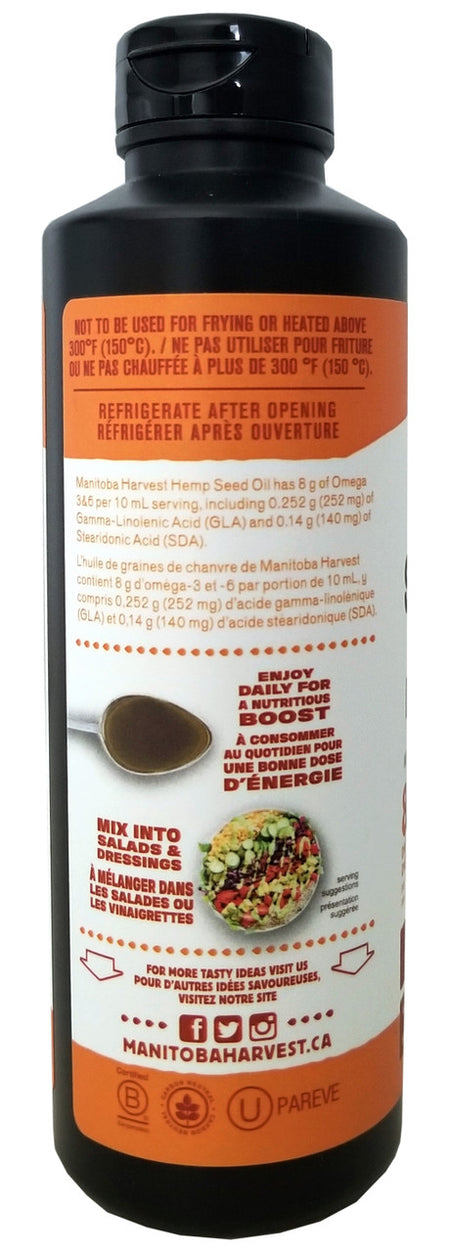 NOT TO BE USED FOR FRYING OR HEATED ABOVE
300°F (150°C). / NE PAS UTILISER POUR FRITURE
OU NE PAS CHAUFFÉE À PLUS DE 300 °F (150 °C).
REFRIGERATE AFTER OPENING
RÉFRIGÉRER APRÈS OUVERTURE
Manitoba Harvest Hemp Seed Oil has 8 g of Omega
3&6 per 10 mL serving, including 0.252 g (252 mg) of
Gamma-Linolenic Acid (GLA) and 0.14 g (140 mg) of
Stearidonic Acid (SDA).
L'huile de graines de chanvre de Manitoba Harvest
contient 8 g d'oméga-3 et -6 par portion de 10 mL, y
compris 0,252 g (252 mg) d'acide gamma-linolénique
(GLA) et 0,14 g (140 mg) d'acide stéaridonique (SDA).
ENJOY
DAILY FOR
A NUTRITIOUS
BOOST
À CONSOMMER
AU QUOTIDIEN POUR
UNE BONNE DOSE
D'ÉNERGIE
MIX INTO
SALADS &
DRESSINGS
À MÉLANGER DANS
LES SALADES OU
LES VINAIGRETTES
serving
suggestions
présentation
suggérée
FOR MORE TASTY IDEAS VISIT US
POUR D'AUTRES IDÉES SAVOUREUSES,
VISITEZ NOTRE SITE
MANITOBAHARVEST.CA
Certified
B
Corporation
CARBON NEUTRAL
CARBON NEUTRAL
U PAREVE